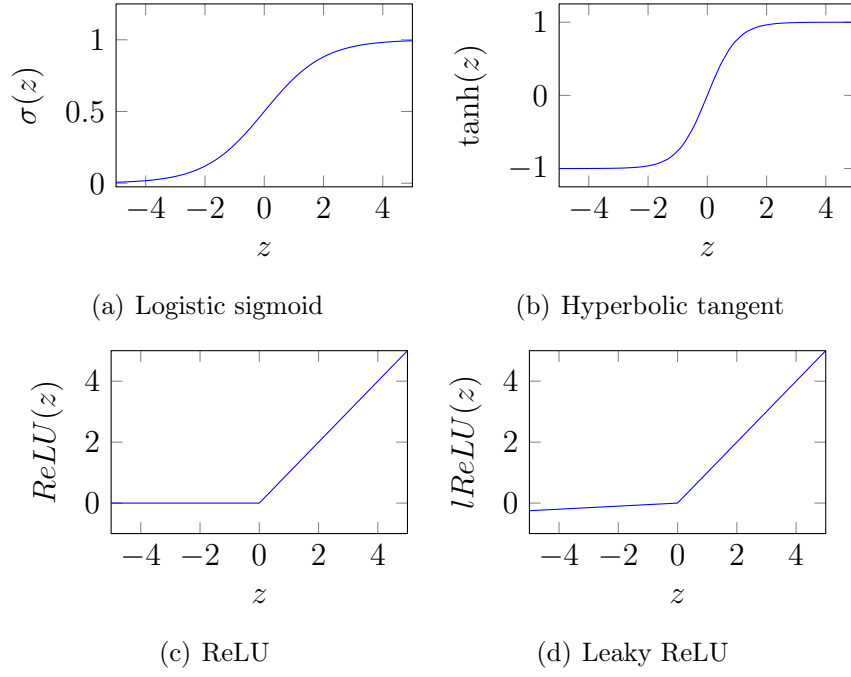 1
0.5
0
σ(z)
−4 −2 0 2 4
z
(a) Logistic sigmoid
1
0
−1
tanh(z)
−4 −2 0 2 4
z
(b) Hyperbolic tangent
4
2
0
ReLU(z)
−4 −2 0 2 4
z
(c) ReLU
4
2
0
lReLU(z)
−4 −2 0 2 4
z
(d) Leaky ReLU